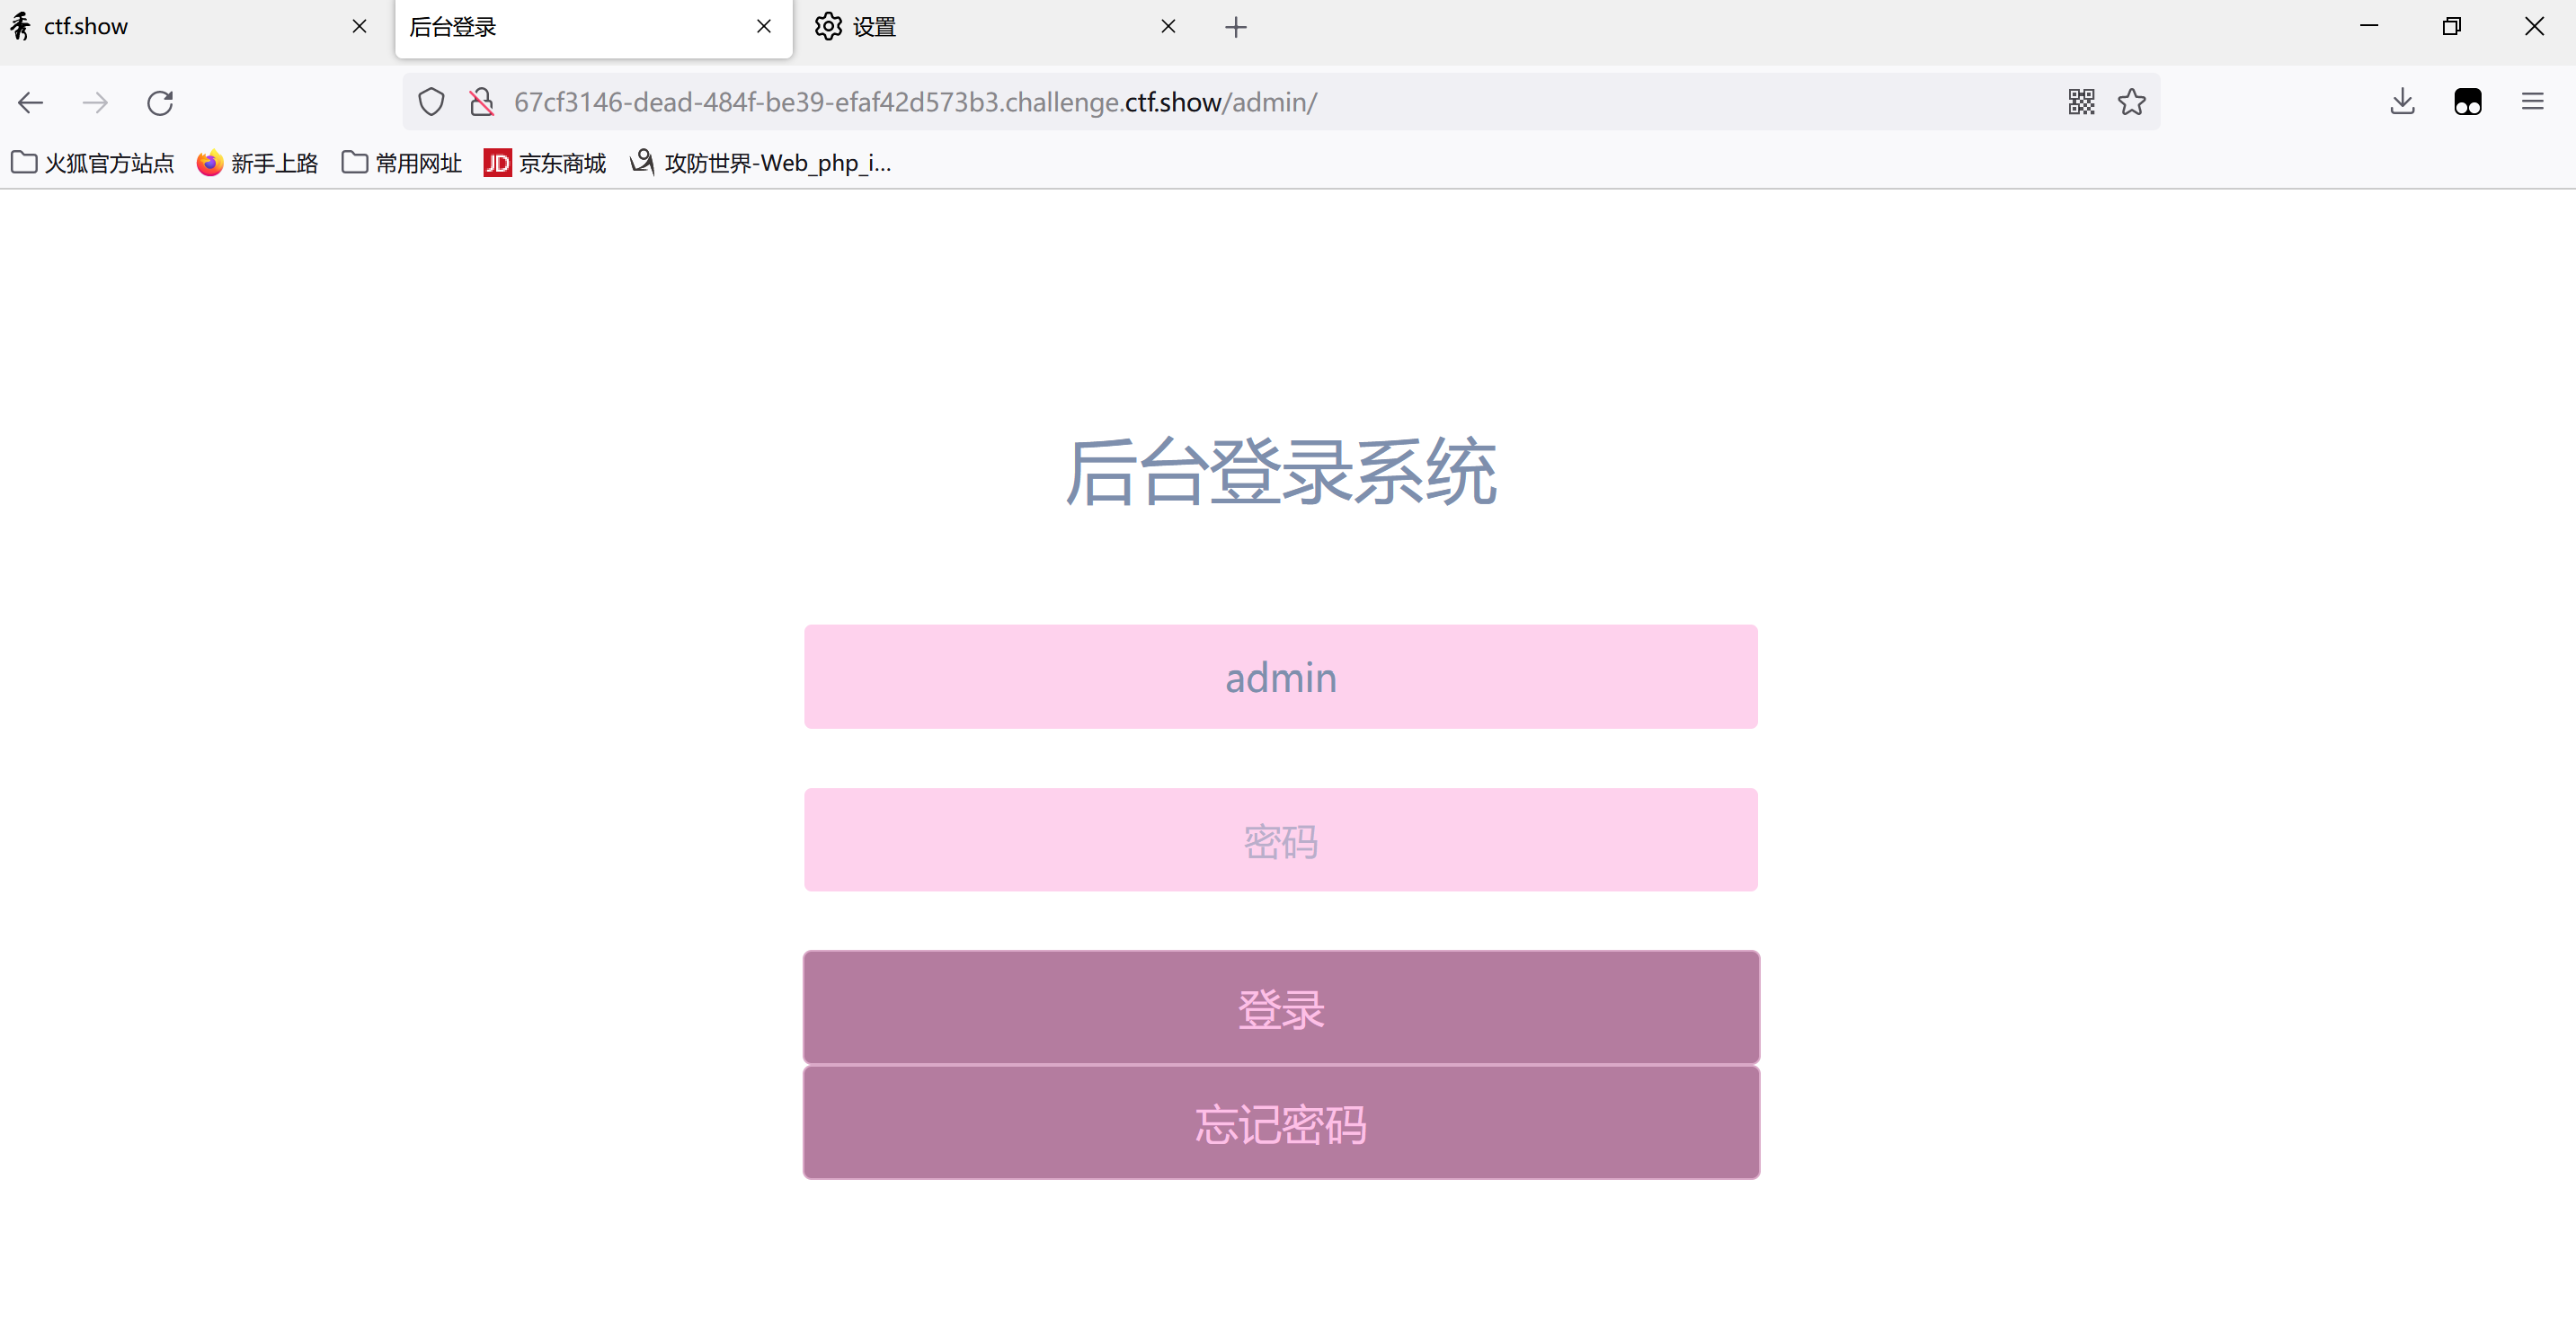 ctf.show
后台登录
设置
67cf3146-dead-484f-be39-efaf42d573b3.challenge.ctf.show/admin/
火狐官方站点
新手上路
常用网址
JD 京东商城
攻防世界-Web_php_i...
后台登录系统
admin
密码
登录
忘记密码